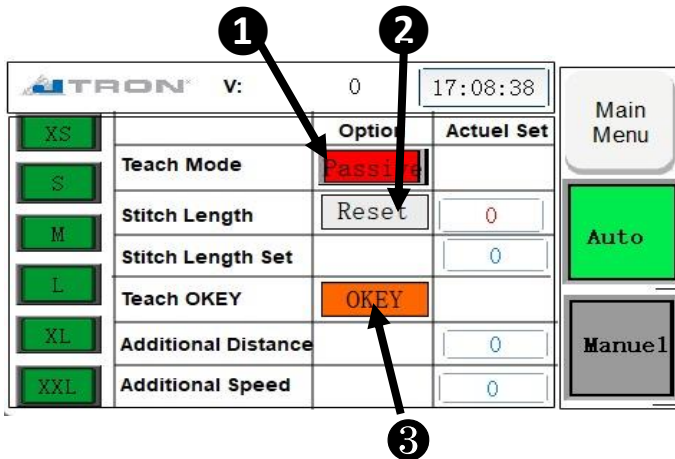 1 2
ATRON V: 0 17:08:38
Main
Menu
Option Actuel Set
XS
Teach Mode Passive
S
Stitch Length Reset 0
M
Stitch Length Set 0
Auto
L
Teach OKEY OKEY
XL
Additional Distance 0
Manuel
XXL
Additional Speed 0
3